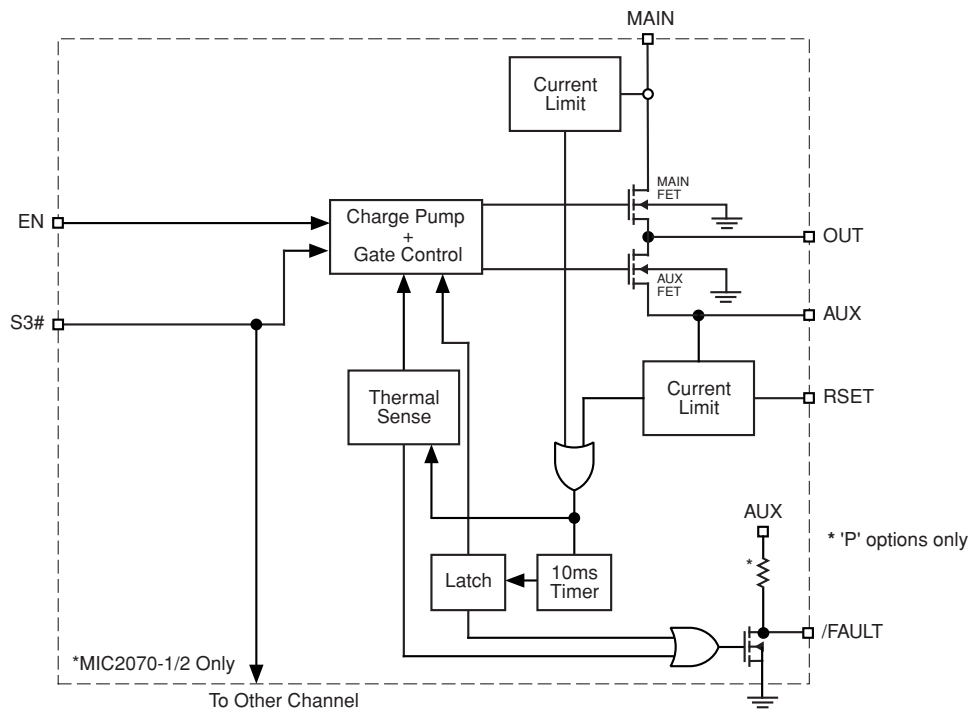 MAIN
Current
Limit
MAIN
FET
EN
Charge Pump
+
Gate Control
OUT
AUX
FET
S3#
AUX
Thermal
Sense
Current
Limit
RSET
AUX
* 'P' options only
*
Latch
10ms
Timer
/FAULT
*MIC2070-1/2 Only
To Other Channel